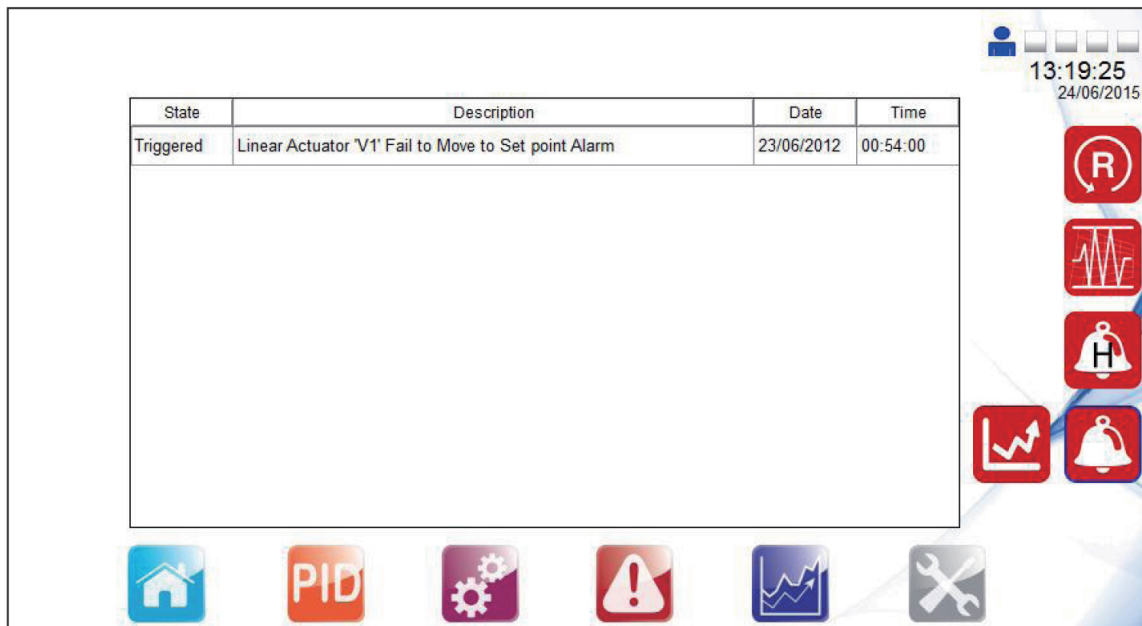 13:19:25
24/06/2015
State Description Date Time
Triggered Linear Actuator 'V1' Fail to Move to Set point Alarm 23/06/2012 00:54:00
R
H
PID